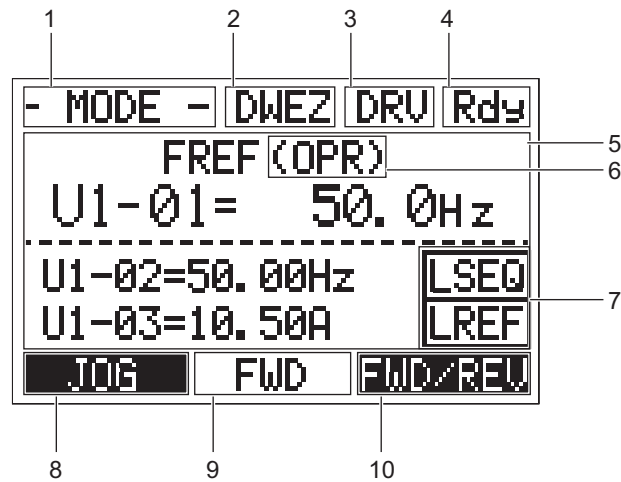 1 2 3 4
- MODE - DWEZ DRV Rdy
5
FREF (OPR)
6
U1-01= 50.0Hz
U1-02=50.00Hz LSEQ
7
U1-03=10.50A LREF
JOG FWD FWD/REV
8 9 10